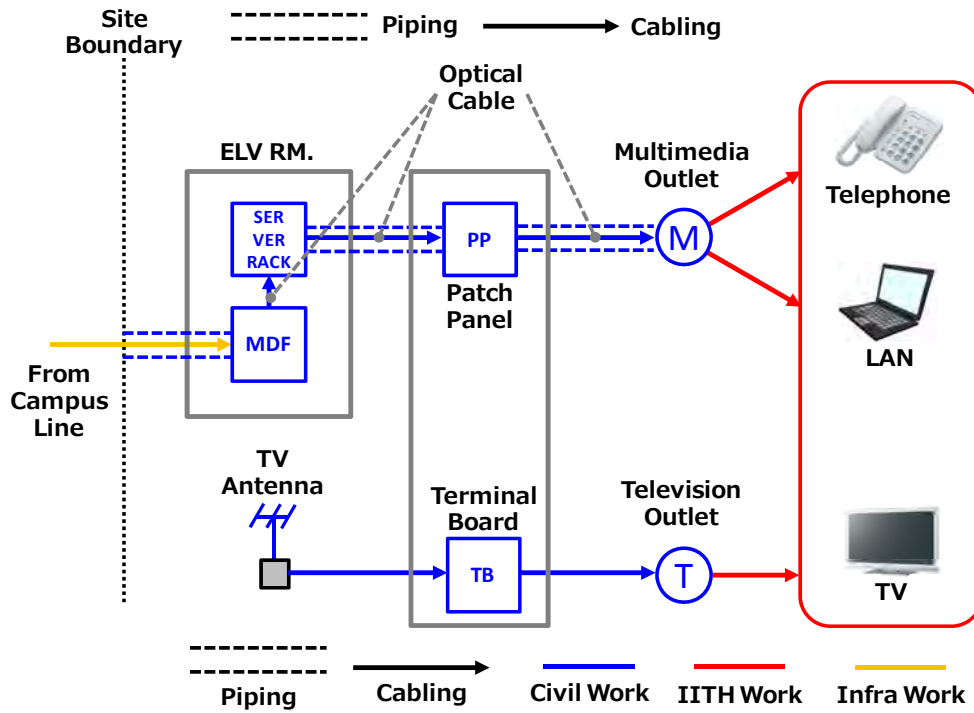 Site
Boundary
Piping
Cabling
Optical
Cable
ELV RM.
Multimedia
Outlet
Telephone
SER
VER
RACK
PP
M
Patch
Panel
MDF
LAN
From
Campus
Line
TV
Antenna
Terminal
Board
Television
Outlet
TB
T
TV
Piping
Cabling
Civil Work
IITH Work
Infra Work